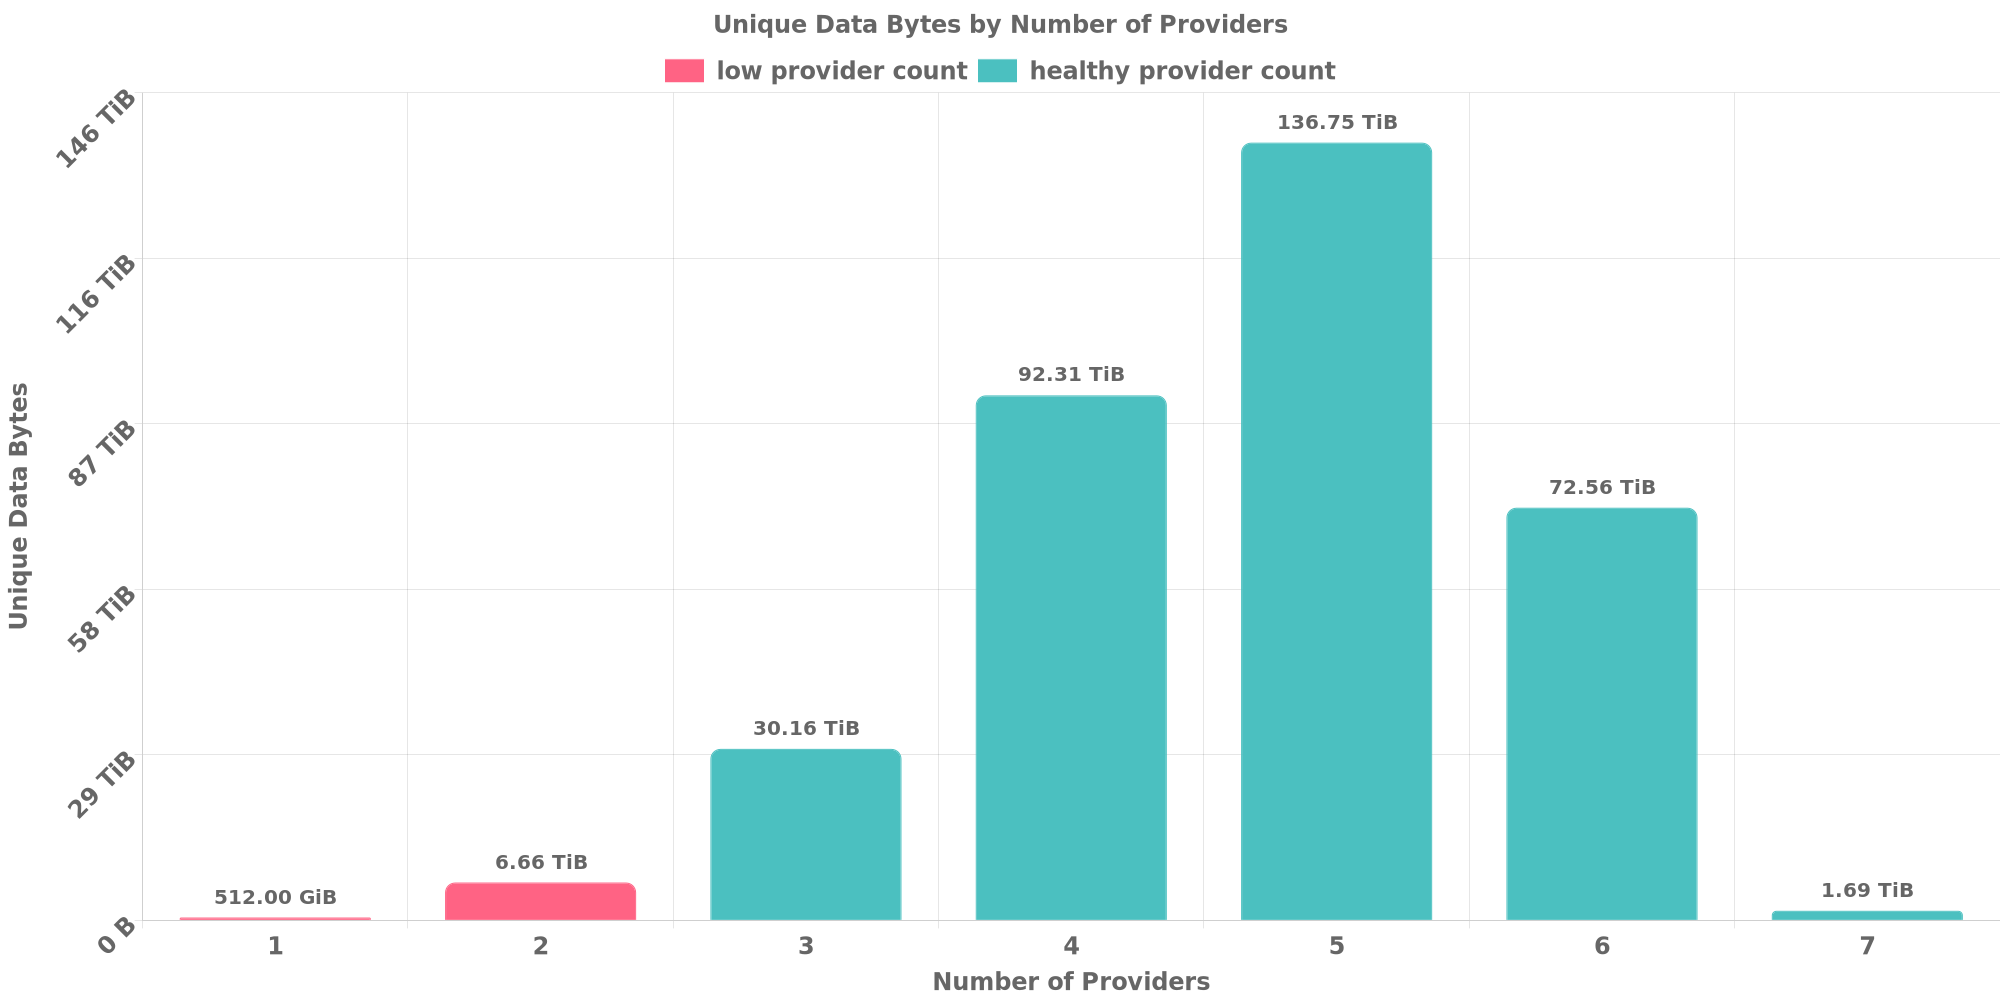 Unique Data Bytes by Number of Providers
low provider count healthy provider count
146 TiB
116 TiB
87 TiB
58 TiB
29 TiB
0 B
Unique Data Bytes
512.00 GiB
6.66 TiB
30.16 TiB
92.31 TiB
136.75 TiB
72.56 TiB
1.69 TiB
1 2 3 4 5 6 7
Number of Providers